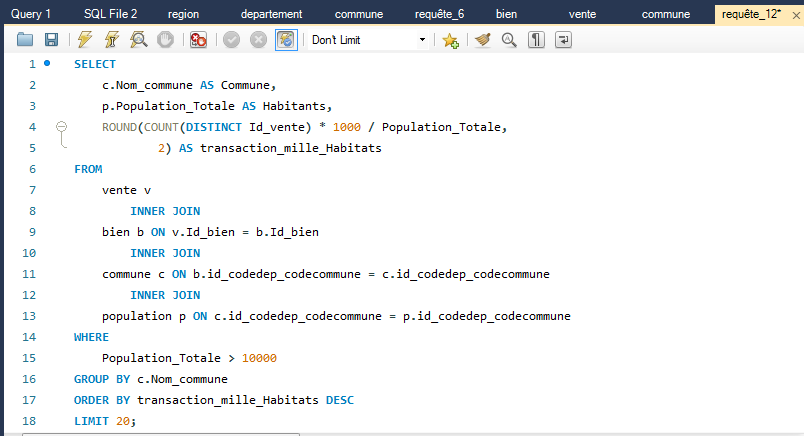 Query 1 SQL File 2 region departement commune requête_6 bien vente commune requête_12*
Don't Limit
1 SELECT
2 c.Nom_commune AS Commune,
3 p.Population_Totale AS Habitants,
4 ROUND(COUNT(DISTINCT Id_vente) * 1000 / Population_Totale,
5 2) AS transaction_mille_Habitats
6 FROM
7 vente v
8 INNER JOIN
9 bien b ON v.Id_bien = b.Id_bien
10 INNER JOIN
11 commune c ON b.id_codedep_codecommune = c.id_codedep_codecommune
12 INNER JOIN
13 population p ON c.id_codedep_codecommune = p.id_codedep_codecommune
14 WHERE
15 Population_Totale > 10000
16 GROUP BY c.Nom_commune
17 ORDER BY transaction_mille_Habitats DESC
18 LIMIT 20;